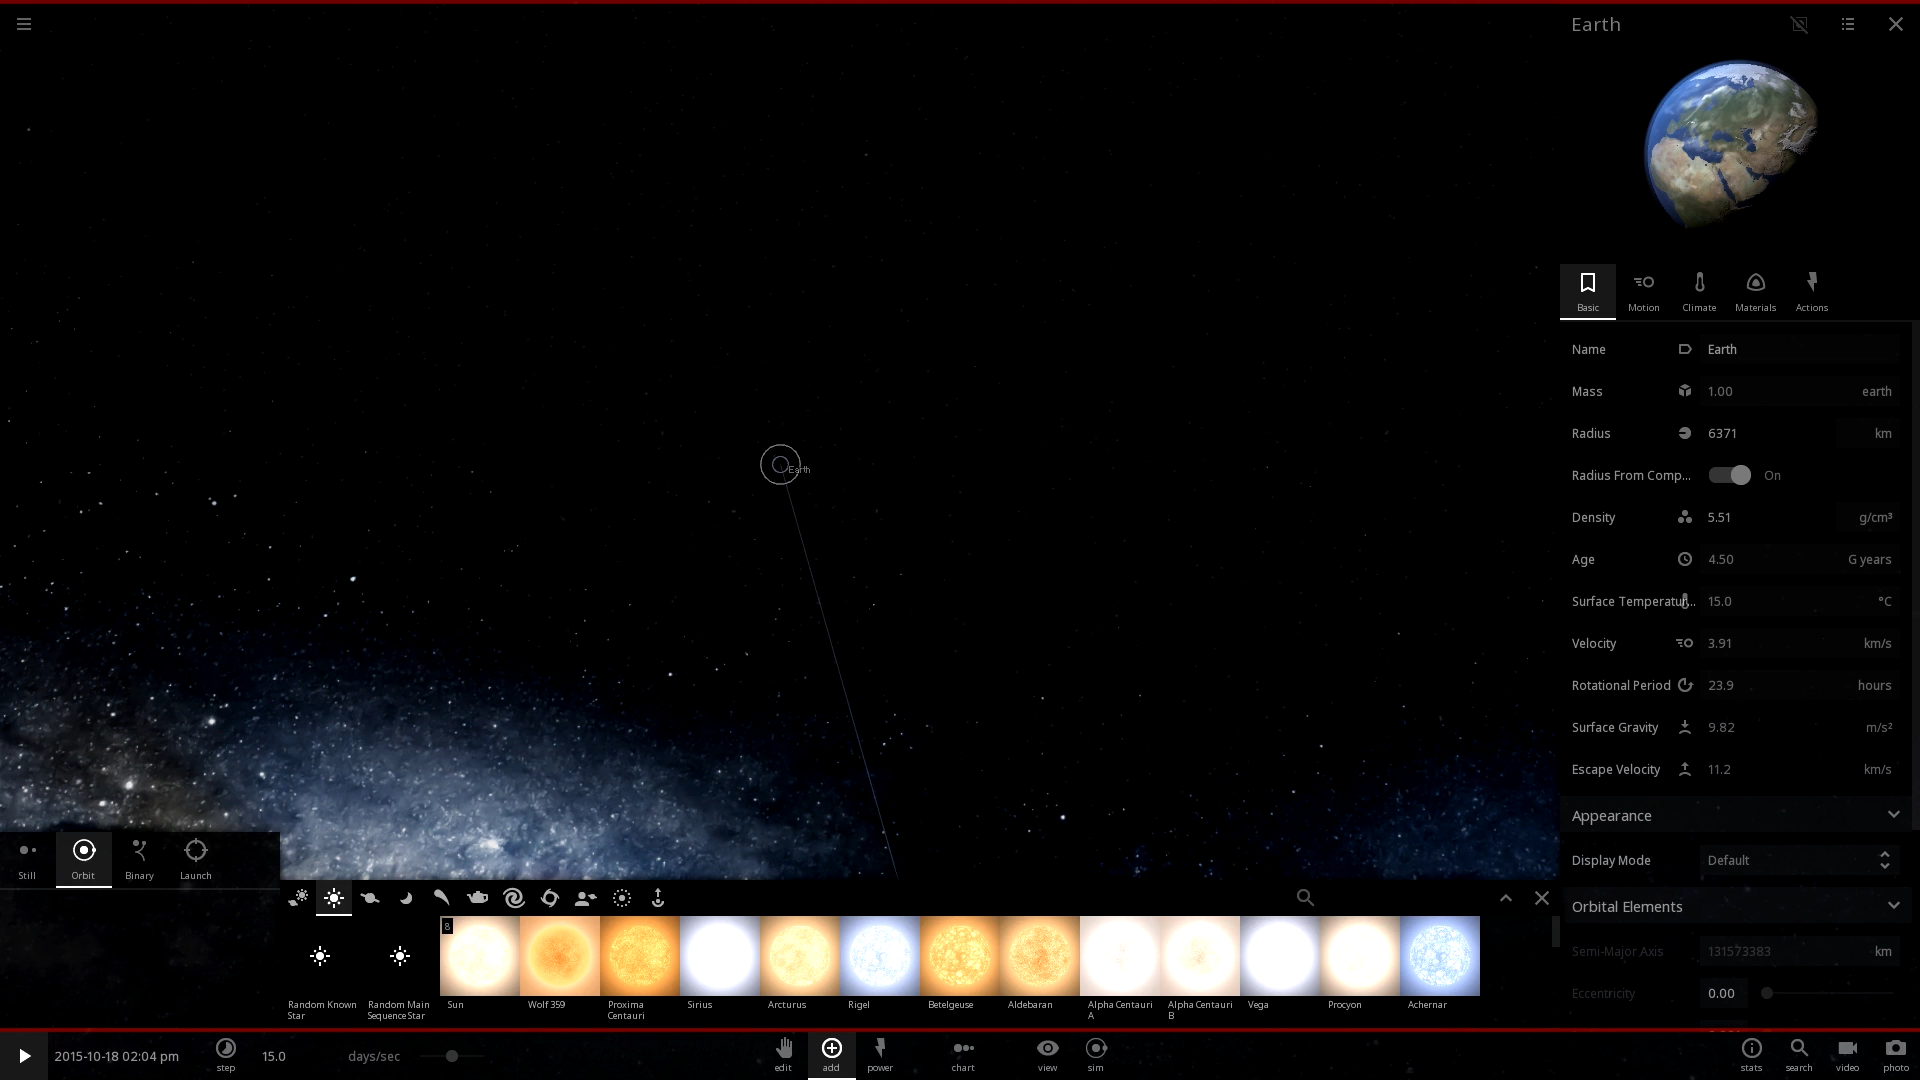 Earth
Basic
Motion
Climate
Materials
Actions
Name Earth
Mass 1.00 earth
Radius 6371 km
Radius From Comp... On
Density 5.51 g/cm³
Age 4.50 G years
Surface Temperatur... 15.0 °C
Velocity 3.91 km/s
Rotational Period 23.9 hours
Surface Gravity 9.82 m/s²
Escape Velocity 11.2 km/s
Appearance
Display Mode Default
Orbital Elements
Semi-Major Axis 131573383 km
Eccentricity 0.00
Earth
Still
Orbit
Binary
Launch
8
Random Known Star
Random Main Sequence Star
Sun
Wolf 359
Proxima Centauri
Sirius
Arcturus
Rigel
Betelgeuse
Aldebaran
Alpha Centauri A
Alpha Centauri B
Vega
Procyon
Achernar
2015-10-18 02:04 pm
step
15.0 days/sec
edit
add
power
chart
view
sim
stats
search
video
photo